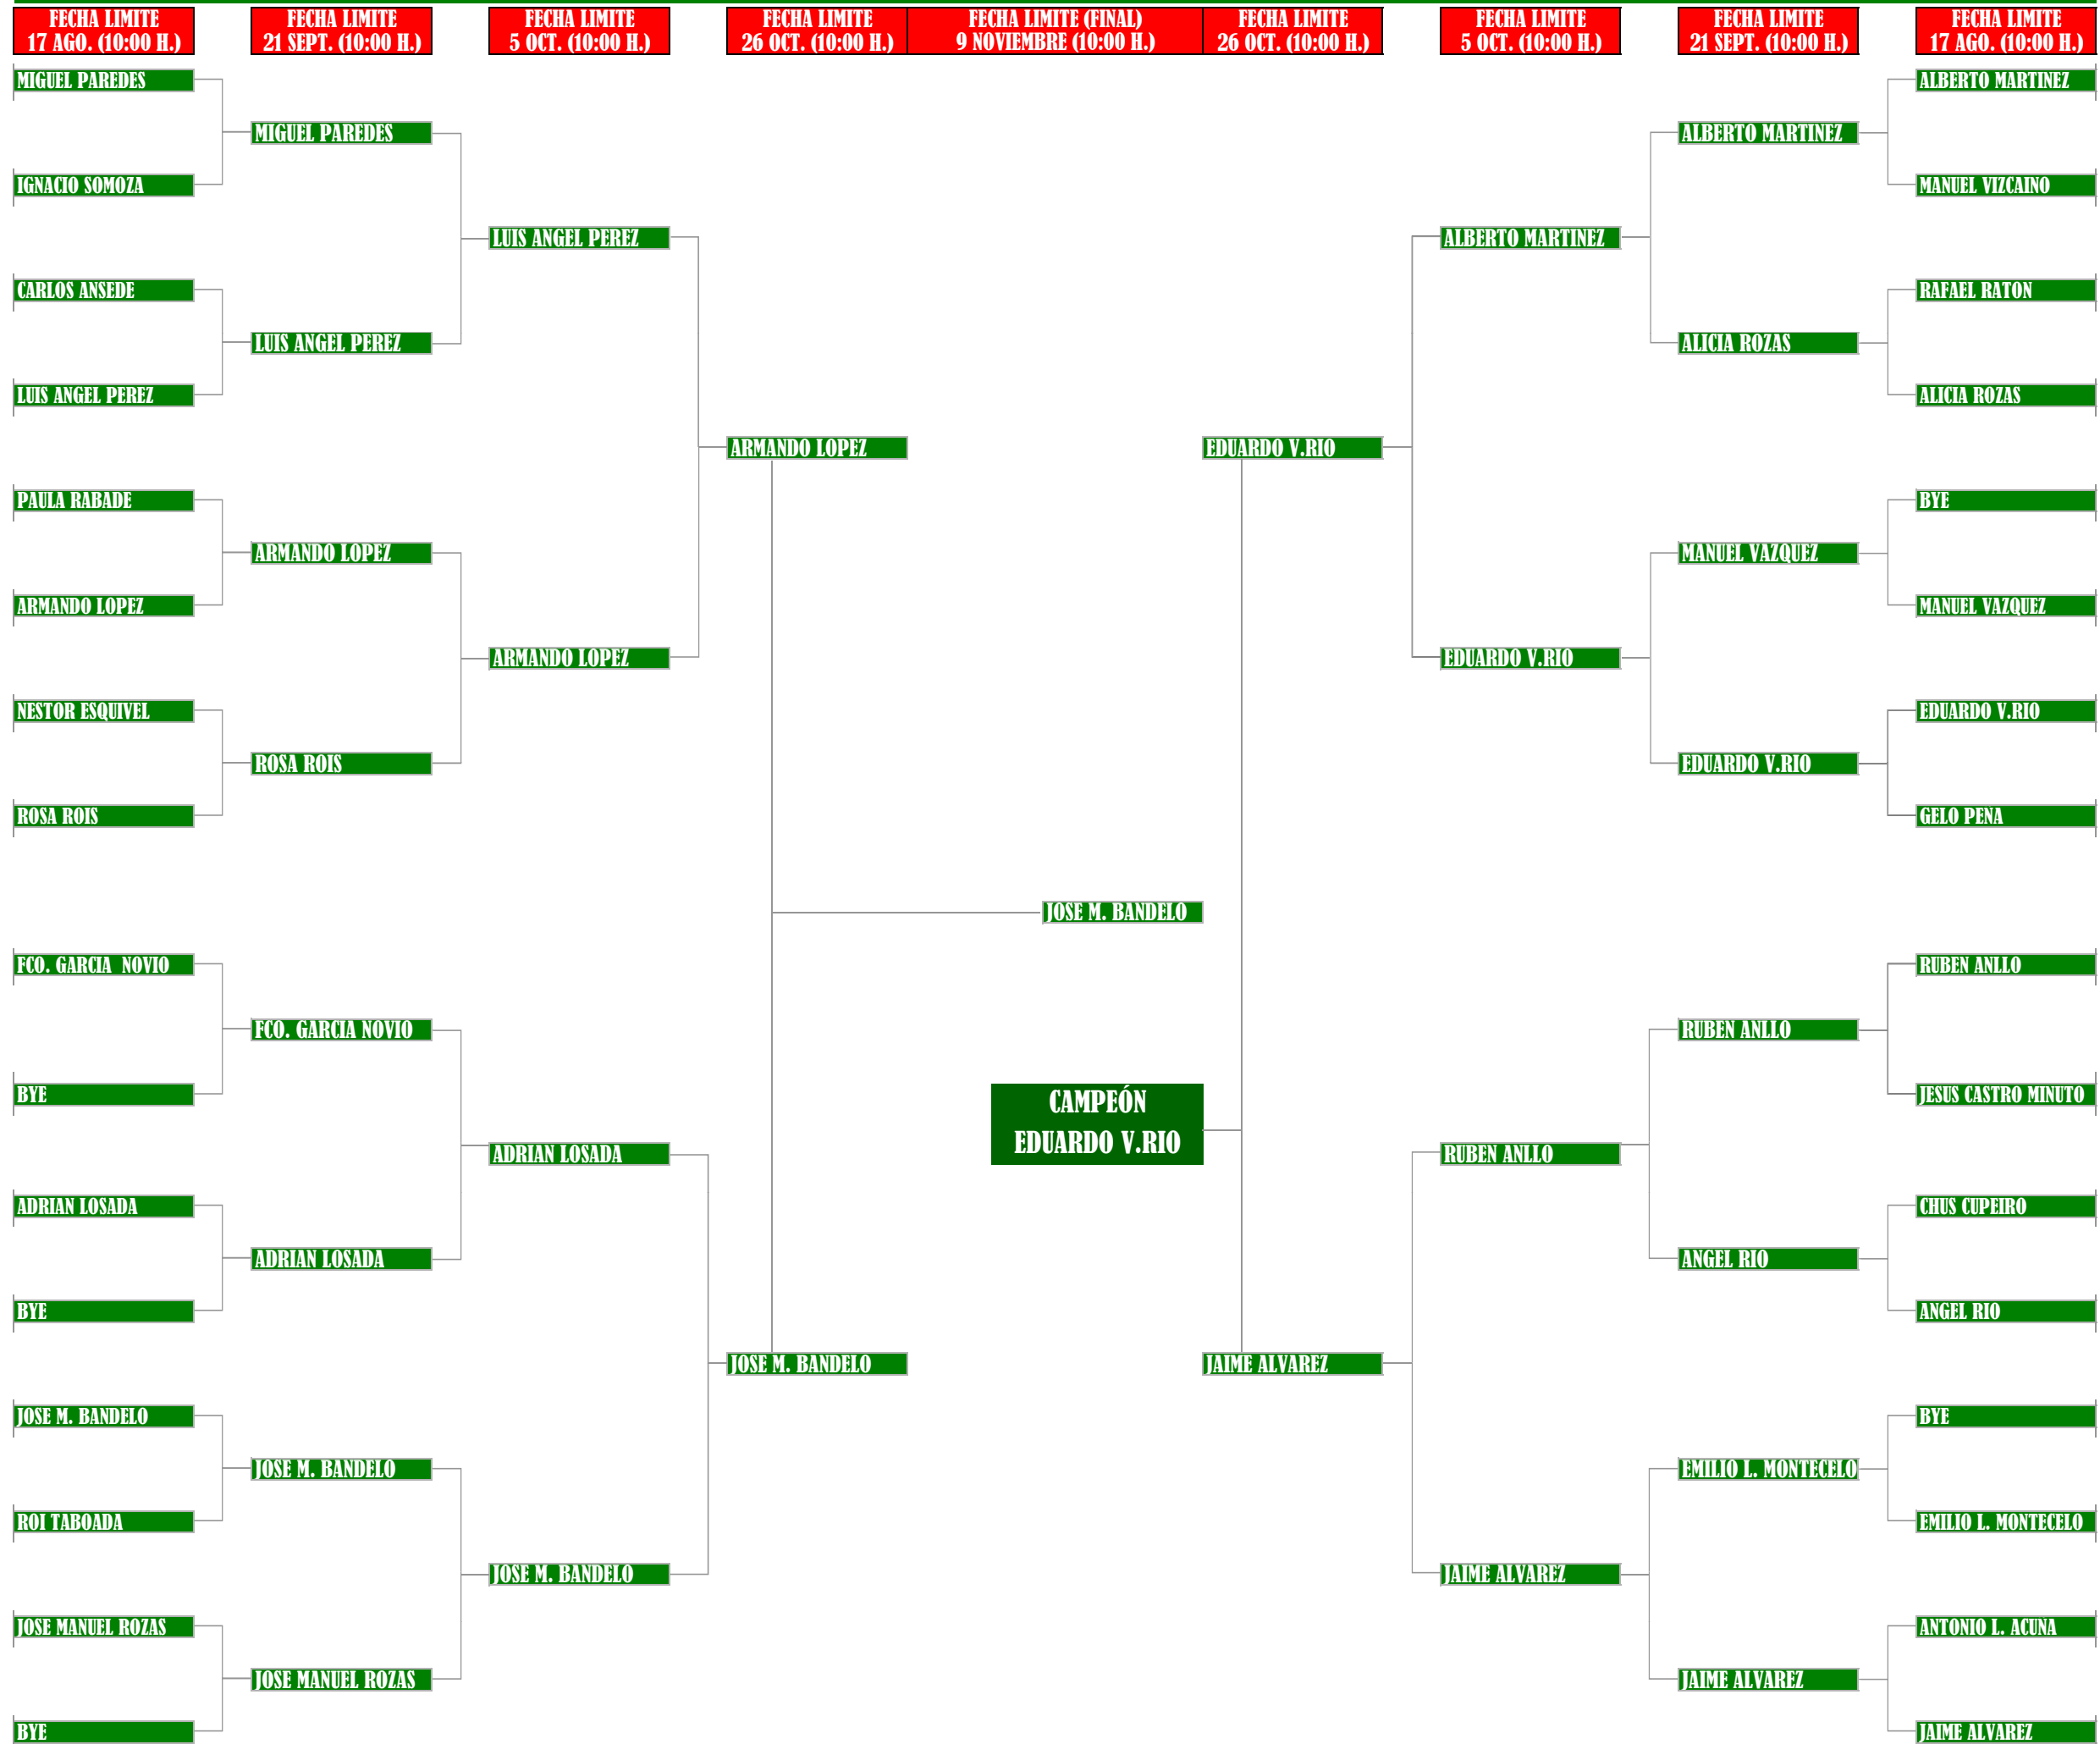 FECHA LIMITE
17 AGO. (10:00 H.)
FECHA LIMITE
21 SEPT. (10:00 H.)
FECHA LIMITE
5 OCT. (10:00 H.)
FECHA LIMITE
26 OCT. (10:00 H.)
FECHA LIMITE (FINAL)
9 NOVIEMBRE (10:00 H.)
FECHA LIMITE
26 OCT. (10:00 H.)
FECHA LIMITE
5 OCT. (10:00 H.)
FECHA LIMITE
21 SEPT. (10:00 H.)
FECHA LIMITE
17 AGO. (10:00 H.)
MIGUEL PAREDES
IGNACIO SOMOZA
CARLOS ANSEDE
LUIS ANGEL PEREZ
PAULA RABADE
ARMANDO LOPEZ
NESTOR ESQUIVEL
ROSA ROIS
FCO. GARCIA  NOVIO
BYE
ADRIAN LOSADA
BYE
JOSE M. BANDELO
ROI TABOADA
JOSE MANUEL ROZAS
BYE
MIGUEL PAREDES
LUIS ANGEL PEREZ
ARMANDO LOPEZ
ROSA ROIS
FCO. GARCIA NOVIO
ADRIAN LOSADA
JOSE M. BANDELO
JOSE MANUEL ROZAS
LUIS ANGEL PEREZ
ARMANDO LOPEZ
ADRIAN LOSADA
JOSE M. BANDELO
ARMANDO LOPEZ
JOSE M. BANDELO
JOSE M. BANDELO
CAMPEÓN
EDUARDO V.RIO
EDUARDO V.RIO
JAIME ALVAREZ
ALBERTO MARTINEZ
EDUARDO V.RIO
RUBEN ANLLO
JAIME ALVAREZ
ALBERTO MARTINEZ
ALICIA ROZAS
MANUEL VAZQUEZ
EDUARDO V.RIO
RUBEN ANLLO
ANGEL RIO
EMILIO L. MONTECELO
JAIME ALVAREZ
ALBERTO MARTINEZ
MANUEL VIZCAINO
RAFAEL RATON
ALICIA ROZAS
BYE
MANUEL VAZQUEZ
EDUARDO V.RIO
GELO PENA
RUBEN ANLLO
JESUS CASTRO MINUTO
CHUS CUPEIRO
ANGEL RIO
BYE
EMILIO L. MONTECELO
ANTONIO L. ACUNA
JAIME ALVAREZ